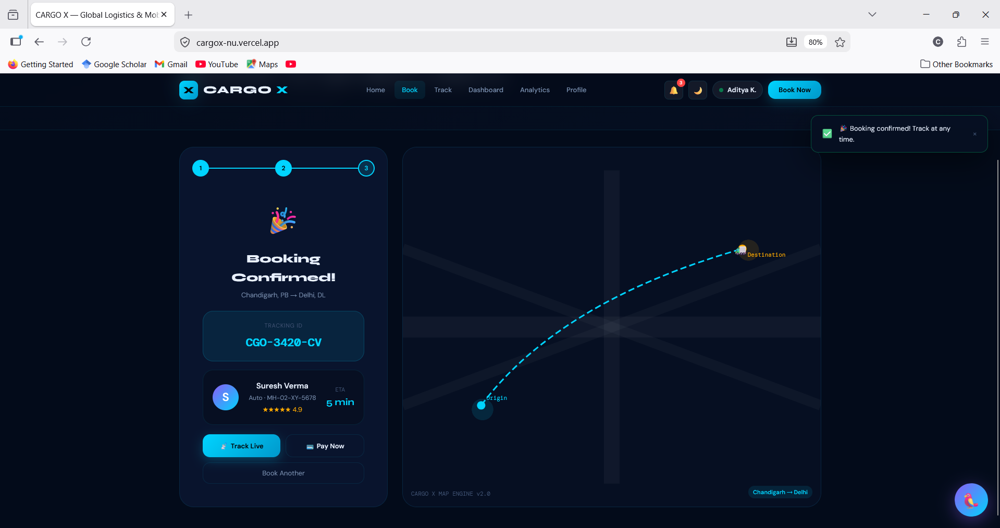 CARGO X — Global Logistics & Mob
cargox-nu.vercel.app
80%
C
Getting Started
Google Scholar
Gmail
YouTube
Maps
Other Bookmarks
X CARGO X
Home
Book
Track
Dashboard
Analytics
Profile
3
Aditya K.
Book Now
Booking confirmed! Track at any
time.
×
1
2
3
Booking
Confirmed!
Chandigarh, PB → Delhi, DL
TRACKING ID
CGO-3420-CV
S
Suresh Verma
Auto · MH-02-XY-5678
★★★★★ 4.9
ETA
5 min
Track Live
Pay Now
Book Another
Destination
Origin
CARGO X MAP ENGINE v2.0
Chandigarh → Delhi